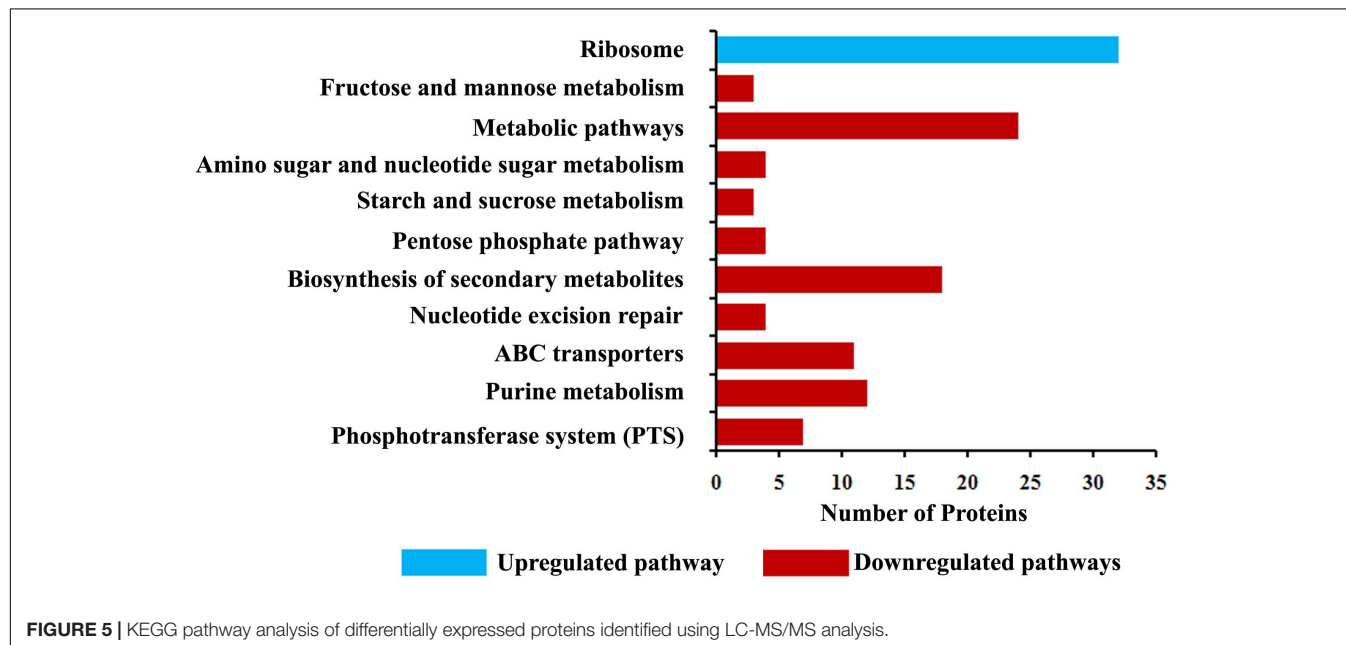 Ribosome
Fructose and mannose metabolism
Metabolic pathways
Amino sugar and nucleotide sugar metabolism
Starch and sucrose metabolism
Pentose phosphate pathway
Biosynthesis of secondary metabolites
Nucleotide excision repair
ABC transporters
Purine metabolism
Phosphotransferase system (PTS)
0 5 10 15 20 25 30 35
Number of Proteins
Upregulated pathway Downregulated pathways
FIGURE 5 | KEGG pathway analysis of differentially expressed proteins identified using LC-MS/MS analysis.